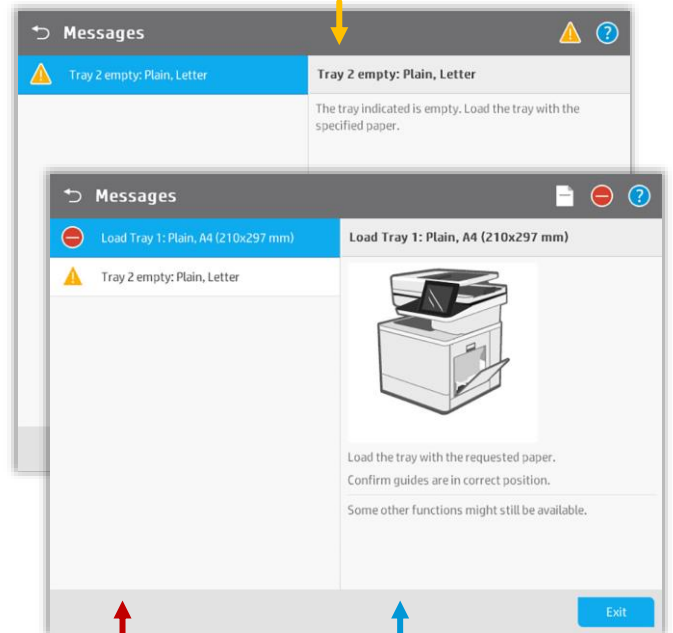 Messages
?
Tray 2 empty: Plain, Letter
Tray 2 empty: Plain, Letter
The tray indicated is empty. Load the tray with the
specified paper.
Messages
?
Load Tray 1: Plain, A4 (210x297 mm)
Load Tray 1: Plain, A4 (210x297 mm)
Tray 2 empty: Plain, Letter
Load the tray with the requested paper.
Confirm guides are in correct position.
Some other functions might still be available.
Exit